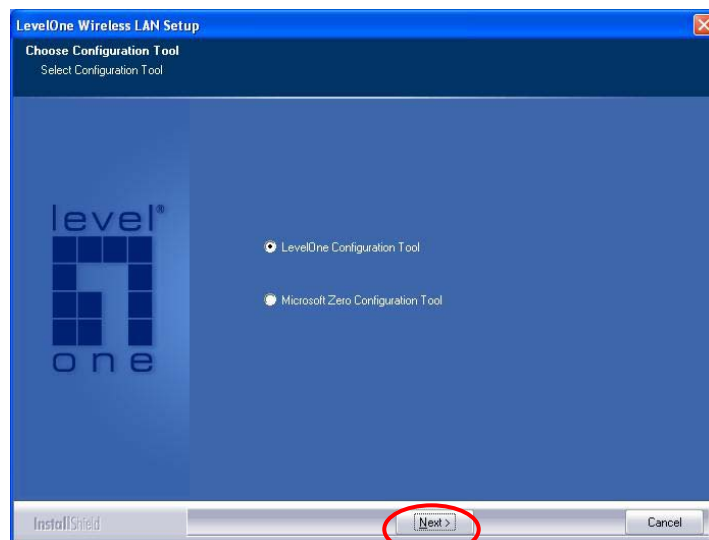 LevelOne Wireless LAN Setup
Choose Configuration Tool
Select Configuration Tool
level®
one
LevelOne Configuration Tool
Microsoft Zero Configuration Tool
InstallShield
Next >
Cancel